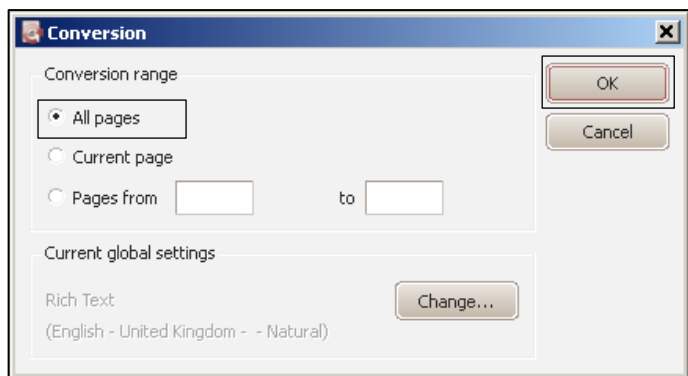 Conversion
Conversion range
OK
All pages
Cancel
Current page
Pages from to
Current global settings
Rich Text
Change...
(English - United Kingdom - - Natural)